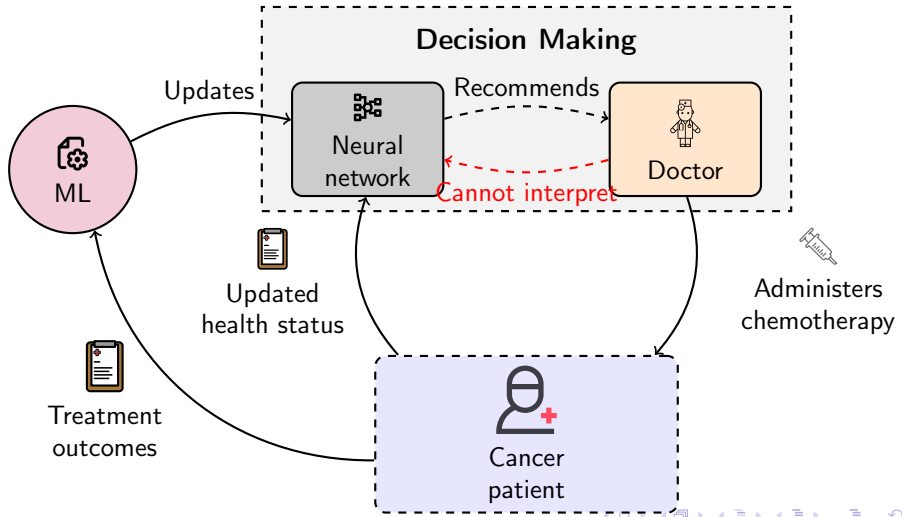 Decision Making
Updates
Recommends
Neural
network
Doctor
ML
Cannot interpret
Updated
health status
Administers
chemotherapy
Treatment
outcomes
Cancer
patient